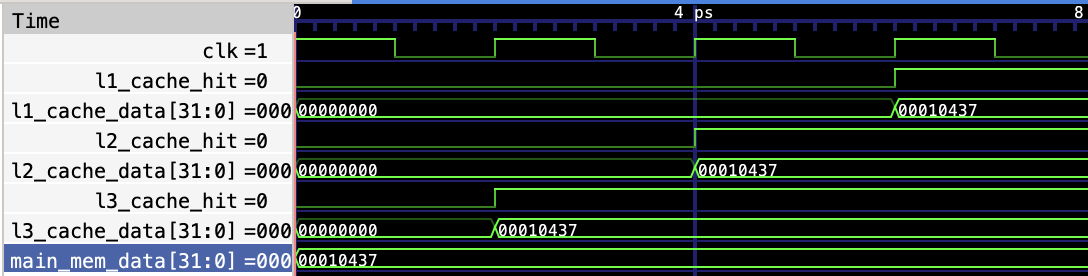 Time 0 4 ps 8
clk =1
l1_cache_hit =0
l1_cache_data[31:0] =000 00000000 00010437
l2_cache_hit =0
l2_cache_data[31:0] =000 00000000 00010437
l3_cache_hit =0
l3_cache_data[31:0] =000 00000000 00010437
main_mem_data[31:0] =000 00010437